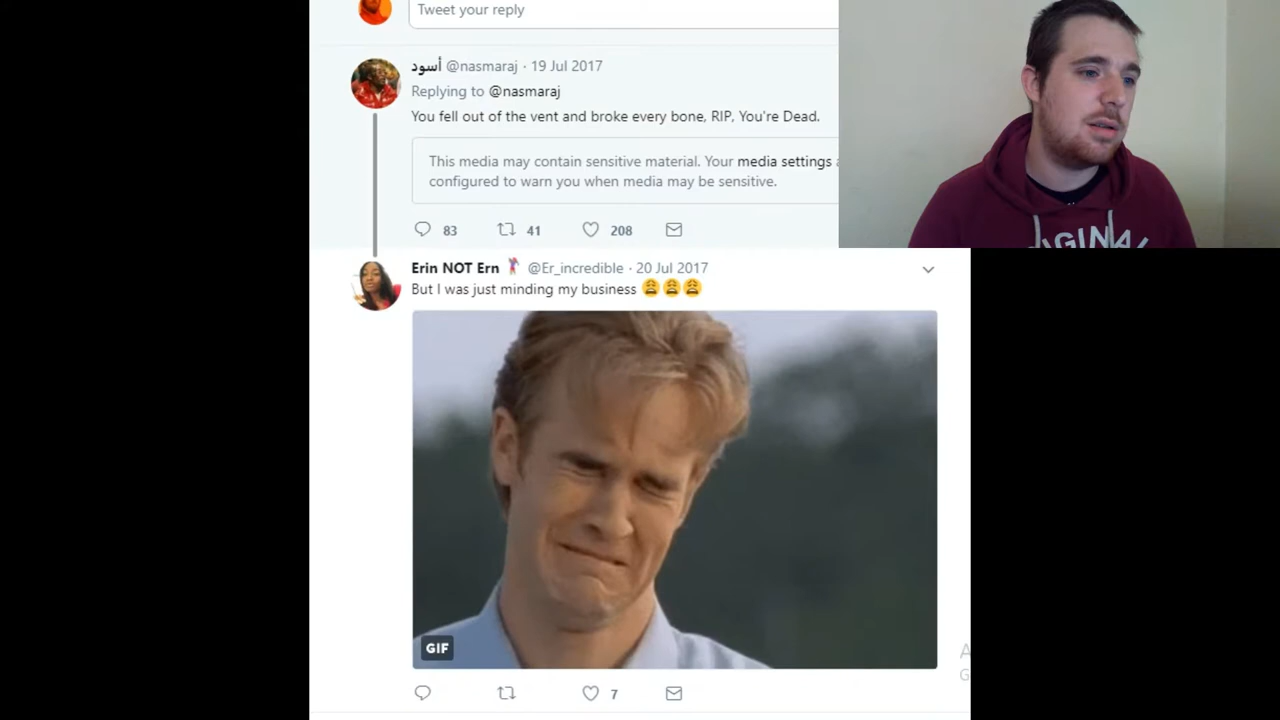 Tweet your reply
أسود @nasmaraj · 19 Jul 2017
Replying to @nasmaraj
You fell out of the vent and broke every bone, RIP, You're Dead.
This media may contain sensitive material. Your media settings
configured to warn you when media may be sensitive.
83 41 208
Erin NOT Ern @Er_incredible · 20 Jul 2017
But I was just minding my business 😩😩😩
GIF
7